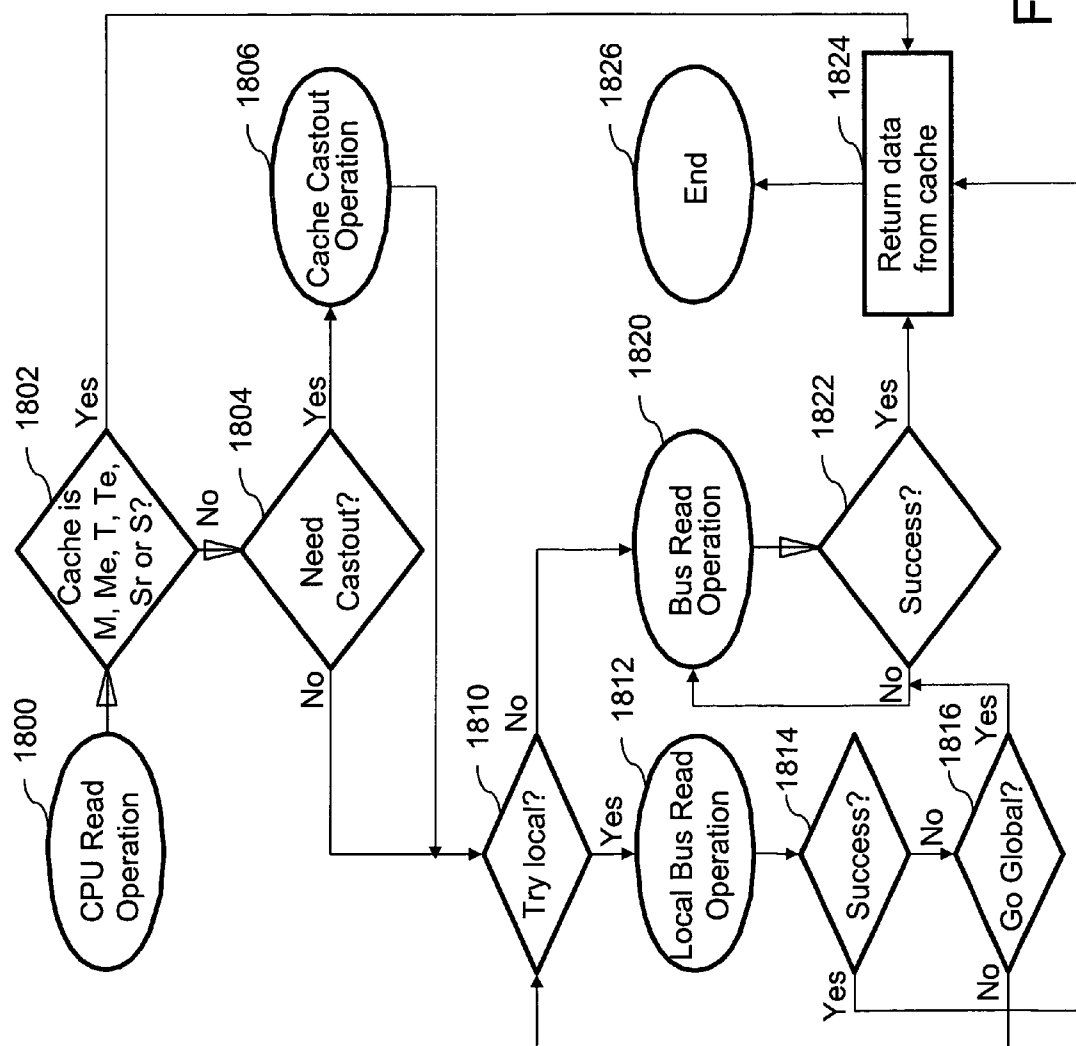 1800
CPU Read
Operation
1802
Cache is
M, Me, T, Te,
Sr or S?
Yes
No
1804
Need
Castout?
Yes
No
1806
Cache Castout
Operation
1810
Try local?
No
Yes
1812
Local Bus Read
Operation
1814
Success?
Yes
No
1816
Go Global?
Yes
No
1820
Bus Read
Operation
1822
Success?
Yes
No
1824
Return data
from cache
1826
End
F